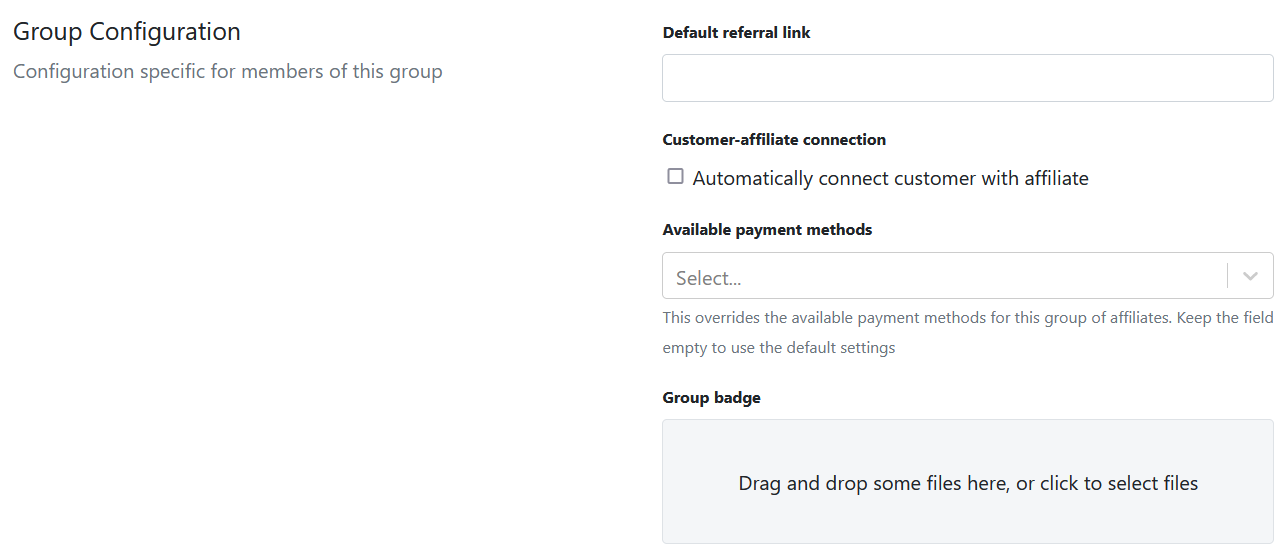 Group Configuration
Configuration specific for members of this group
Default referral link
Customer-affiliate connection
Automatically connect customer with affiliate
Available payment methods
Select...
This overrides the available payment methods for this group of affiliates. Keep the field
empty to use the default settings
Group badge
Drag and drop some files here, or click to select files